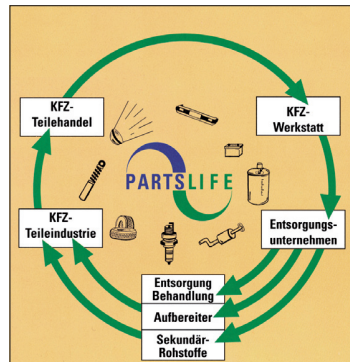 KFZ-
Teilehandel
KFZ-
Werkstatt
PARTSLIFE
KFZ-
Teileindustrie
Entsorgungs-
unternehmen
Entsorgung
Behandlung
Aufbereiter
Sekundär-
Rohstoffe